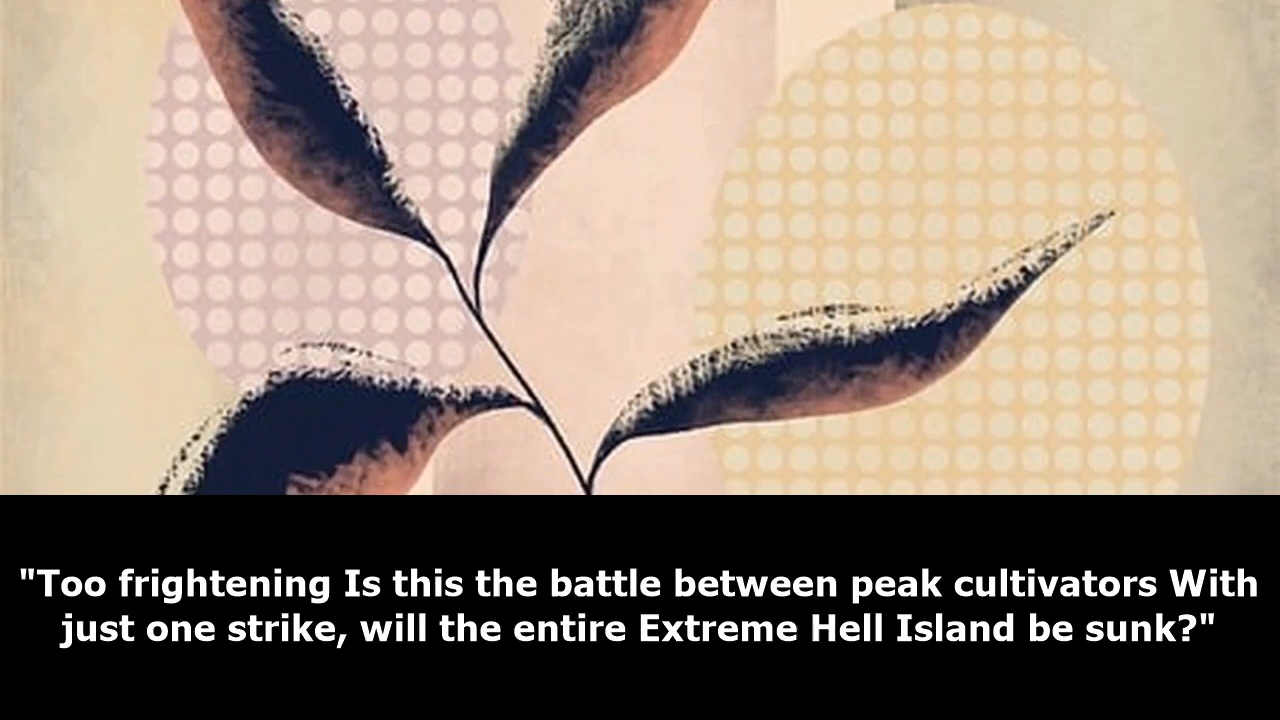 "Too frightening Is this the battle between peak cultivators With
just one strike, will the entire Extreme Hell Island be sunk?"